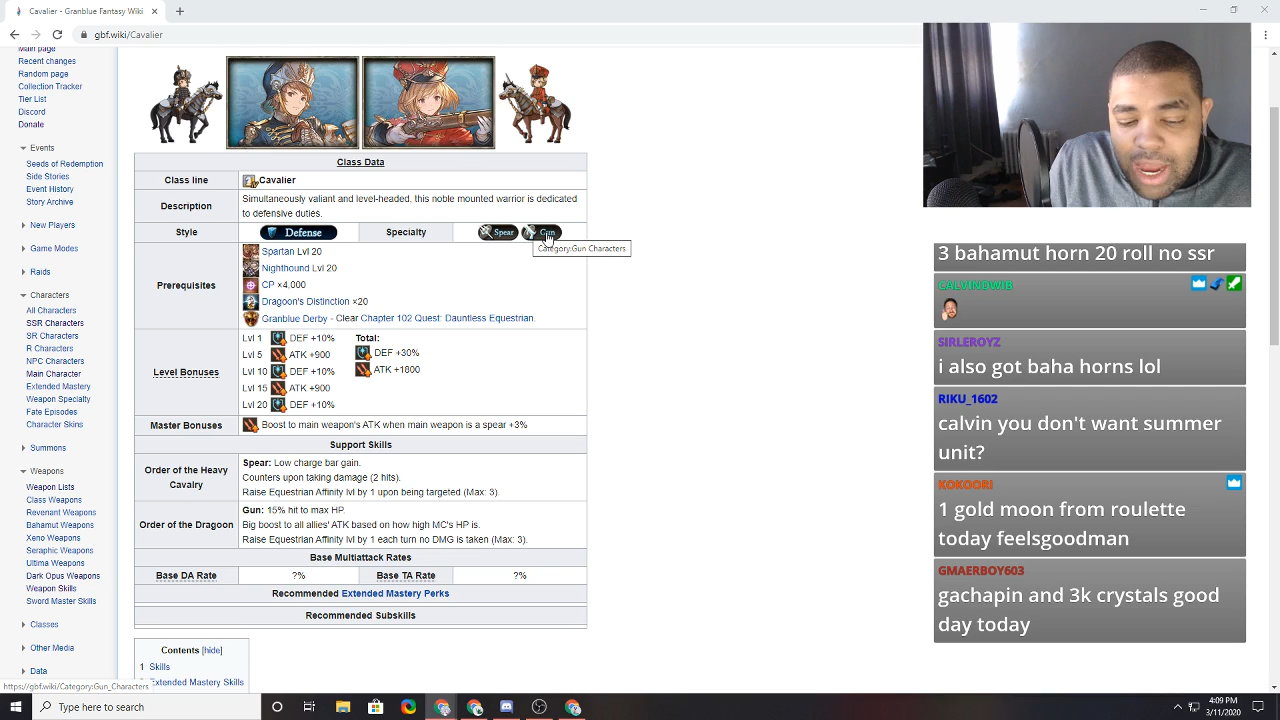 Cavalier - Granblue Fantasy Wiki
gbf.wiki/Cavalier
Main page
Recent changes
Random page
Collection Tracker
Tier List
Discord
Donate
Events
Seeds of Redemption
Side Stories
Event History
Story Archive
New Players
Game Modes
Raids
Characters
All Characters
SSR Characters
SR Characters
R Characters
NPC Characters
Main Character
Extended Mastery
Weapon Specialty
Fate Episodes
Character Skins
Summons
Weapons
Weapon Lists
Class Weapons
Revenant Weapons
Bahamut Weapons
Xeno Weapons
Seraphic Weapons
Ultima Weapons
Dark Opus Weapons
Weapon Skills
Sword Master Skills
Classes
Other Media
Data
Class Data
Class line Cavalier
Description Simultaneously valiant and level-headed, this noble mounted warrior is dedicated
to defensive duties.
Style Defense Specialty Spear Gun
Category:Gun Characters
Prerequisites
Spartan Lvl 20
Nighthound Lvl 20
CP ×4,000
Dragoon's Distinction ×20
Granblue Derby - Clear Chapter 102 Quest: Dauntless Equestrian.
Level Bonuses
Lvl 1 DEF +10% Total:
Lvl 5 ATK +900 DEF +30%
Lvl 10 DEF +10% ATK +1800
Lvl 15 ATK +900
Lvl 20 DEF +10%
Master Bonuses Boost to main weapon's ATK when main weapon is a spear +3%
Support Skills
Order of the Heavy
Cavalry
Spear: Low charge bar gain.
Counters upon taking damage (2 hits).
Raise Equestrian Affinity lvl by 1 upon being targeted (Max: 3).
Order of the Dragoon
Gun: 15% hit to max HP.
Big boost to all allies' ATK based on how high MC's HP is.
Raise Equestrian Affinity lvl by 1 each turn no DMG is taken (Max: 3).
Base Multiattack Rates
Base DA Rate ?% Base TA Rate ?%
Recommended Extended Mastery Perks
Recommended Subskills
Contents [hide]
1 Skills
Extended Mastery Skills
https://gbf.wiki/Category:Gun_Characters
3 bahamut horn 20 roll no ssr
CALVINDWIB
SIRLEROYZ
i also got baha horns lol
RIKU_1602
calvin you don't want summer
unit?
KOKOORI
1 gold moon from roulette
today feelsgoodman
GMAERBOY603
gachapin and 3k crystals good
day today
Type here to search
4:09 PM
3/11/2020